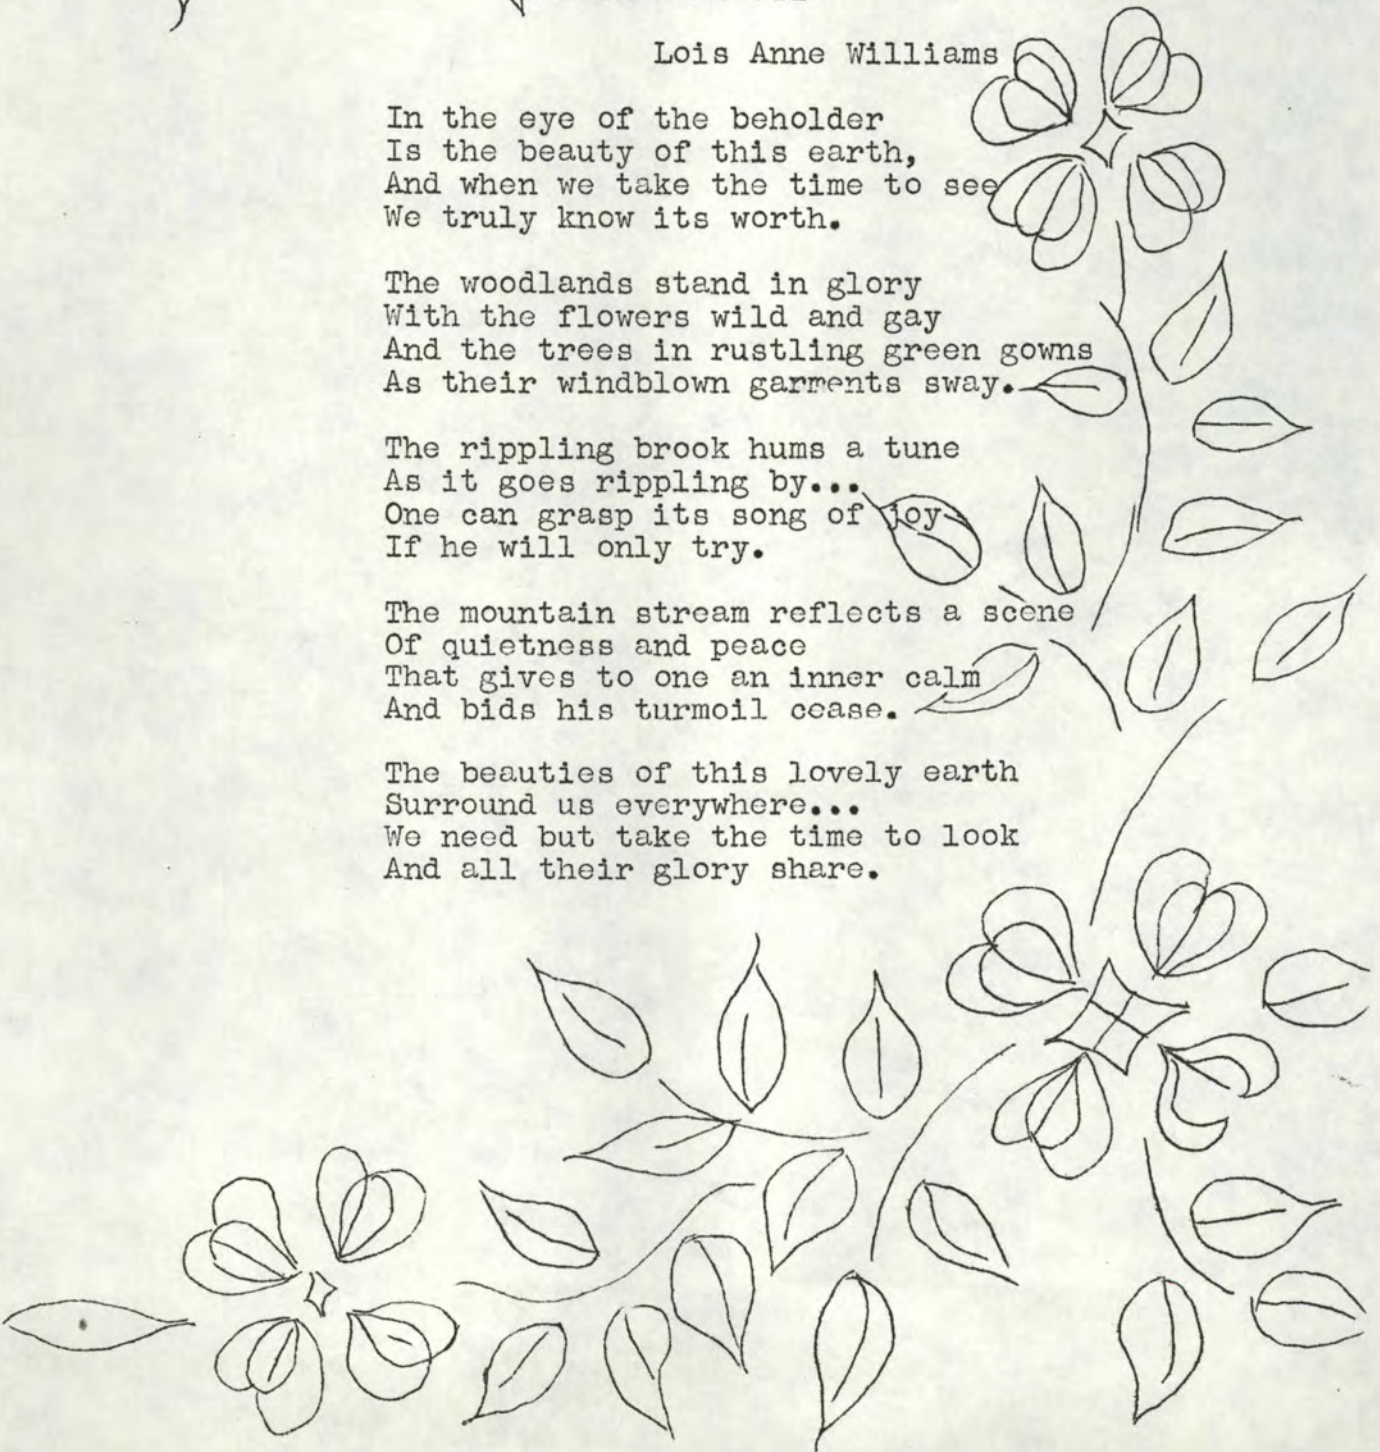 Lois Anne Williams
In the eye of the beholder
Is the beauty of this earth,
And when we take the time to see
We truly know its worth.
The woodlands stand in glory
With the flowers wild and gay
And the trees in rustling green gowns
As their windblown garments sway.
The rippling brook hums a tune
As it goes rippling by...
One can grasp its song of joy
If he will only try.
The mountain stream reflects a scene
Of quietness and peace
That gives to one an inner calm
And bids his turmoil cease.
The beauties of this lovely earth
Surround us everywhere...
We need but take the time to look
And all their glory share.